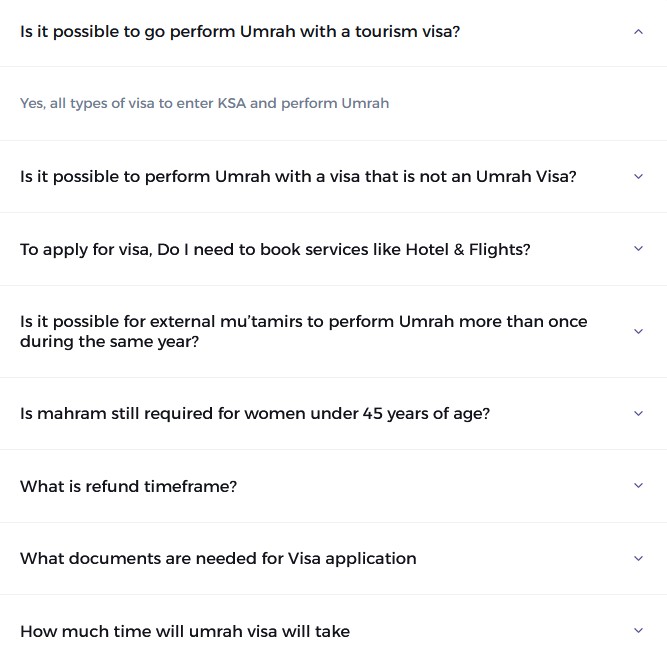 Is it possible to go perform Umrah with a tourism visa?
Yes, all types of visa to enter KSA and perform Umrah
Is it possible to perform Umrah with a visa that is not an Umrah Visa?
To apply for visa, Do I need to book services like Hotel & Flights?
Is it possible for external mu'tamirs to perform Umrah more than once
during the same year?
Is mahram still required for women under 45 years of age?
What is refund timeframe?
What documents are needed for Visa application
How much time will umrah visa will take